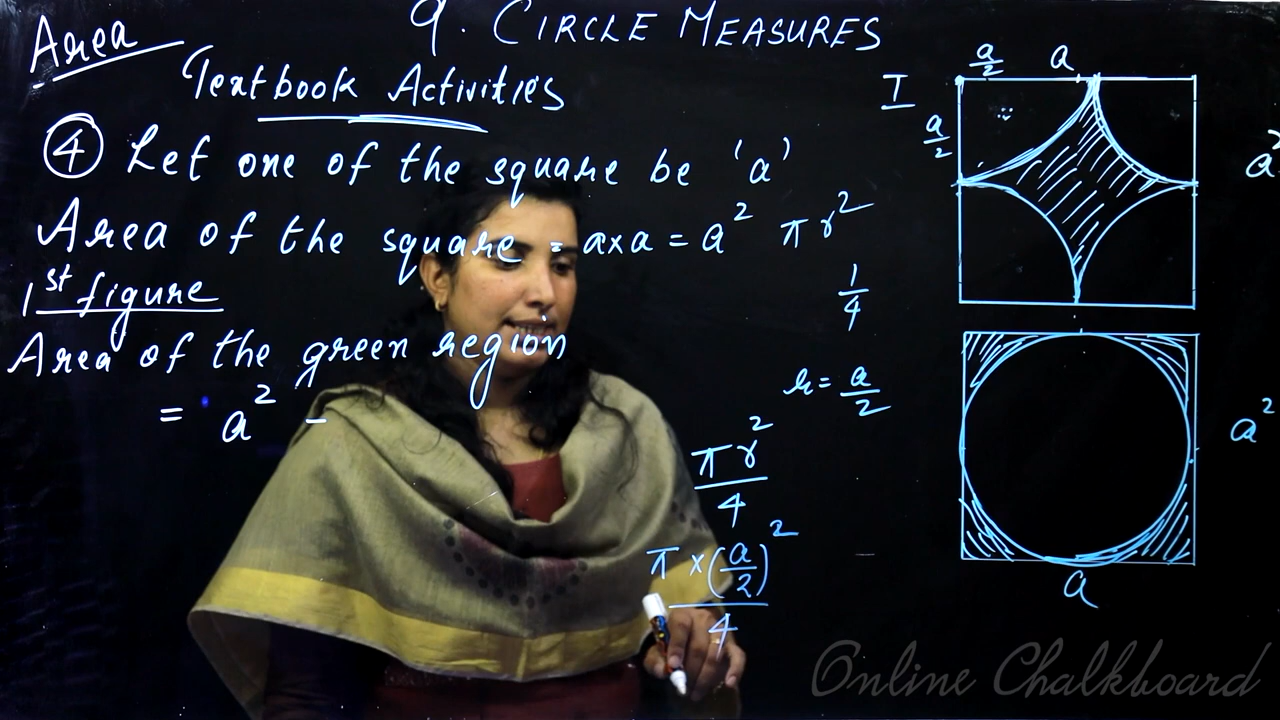 9. CIRCLE MEASURES
Area
Textbook Activities
④ Let one of the square be 'a'
Area of the square = a×a = a²
πr²
1st figure
1/4
Area of the green region
= a² -
r = a/2
πr²/4
π×(a/2)²/4
I
a/2
a
a/2
a²
a²
a
Online Chalkboard